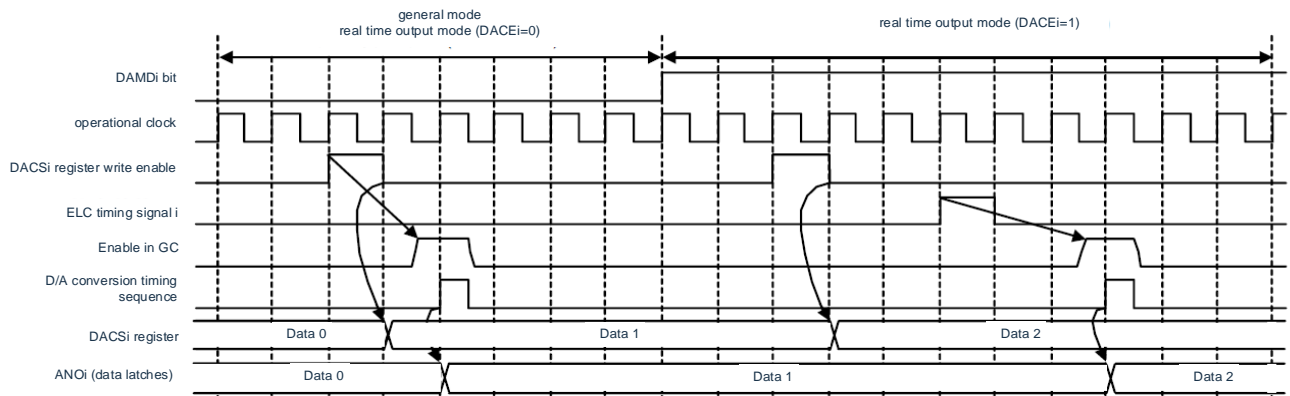 general mode
real time output mode (DACEi=0)
real time output mode (DACEi=1)
DAMDi bit
operational clock
DACSi register write enable
ELC timing signal i
Enable in GC
D/A conversion timing
sequence
DACSi register
Data 0
Data 1
Data 2
ANOi (data latches)
Data 0
Data 1
Data 2